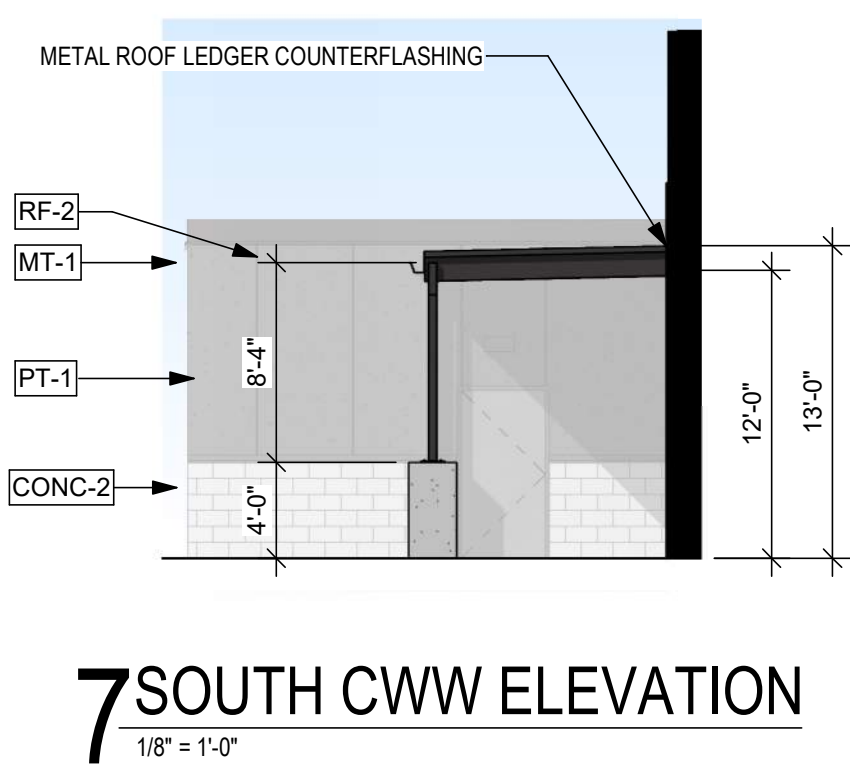 METAL ROOF LEDGER COUNTERFLASHING
RF-2
MT-1
PT-1
CONC-2
8'-4"
4'-0"
12'-0"
13'-0"
7 SOUTH CWW ELEVATION
1/8" = 1'-0"